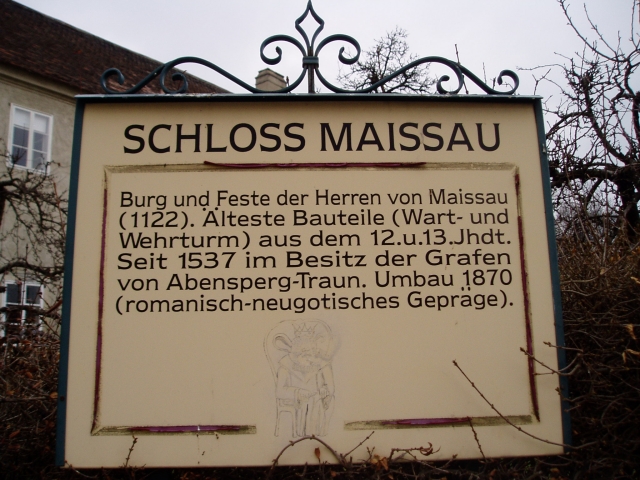 SCHLOSS MAISSAU
Burg und Feste der Herren von Maissau
(1122). Älteste Bauteile (Wart- und
Wehrturm) aus dem 12.u.13.Jhdt.
Seit 1537 im Besitz der Grafen
von Abensperg-Traun. Umbau 1870
(romanisch-neugotisches Gepräge).